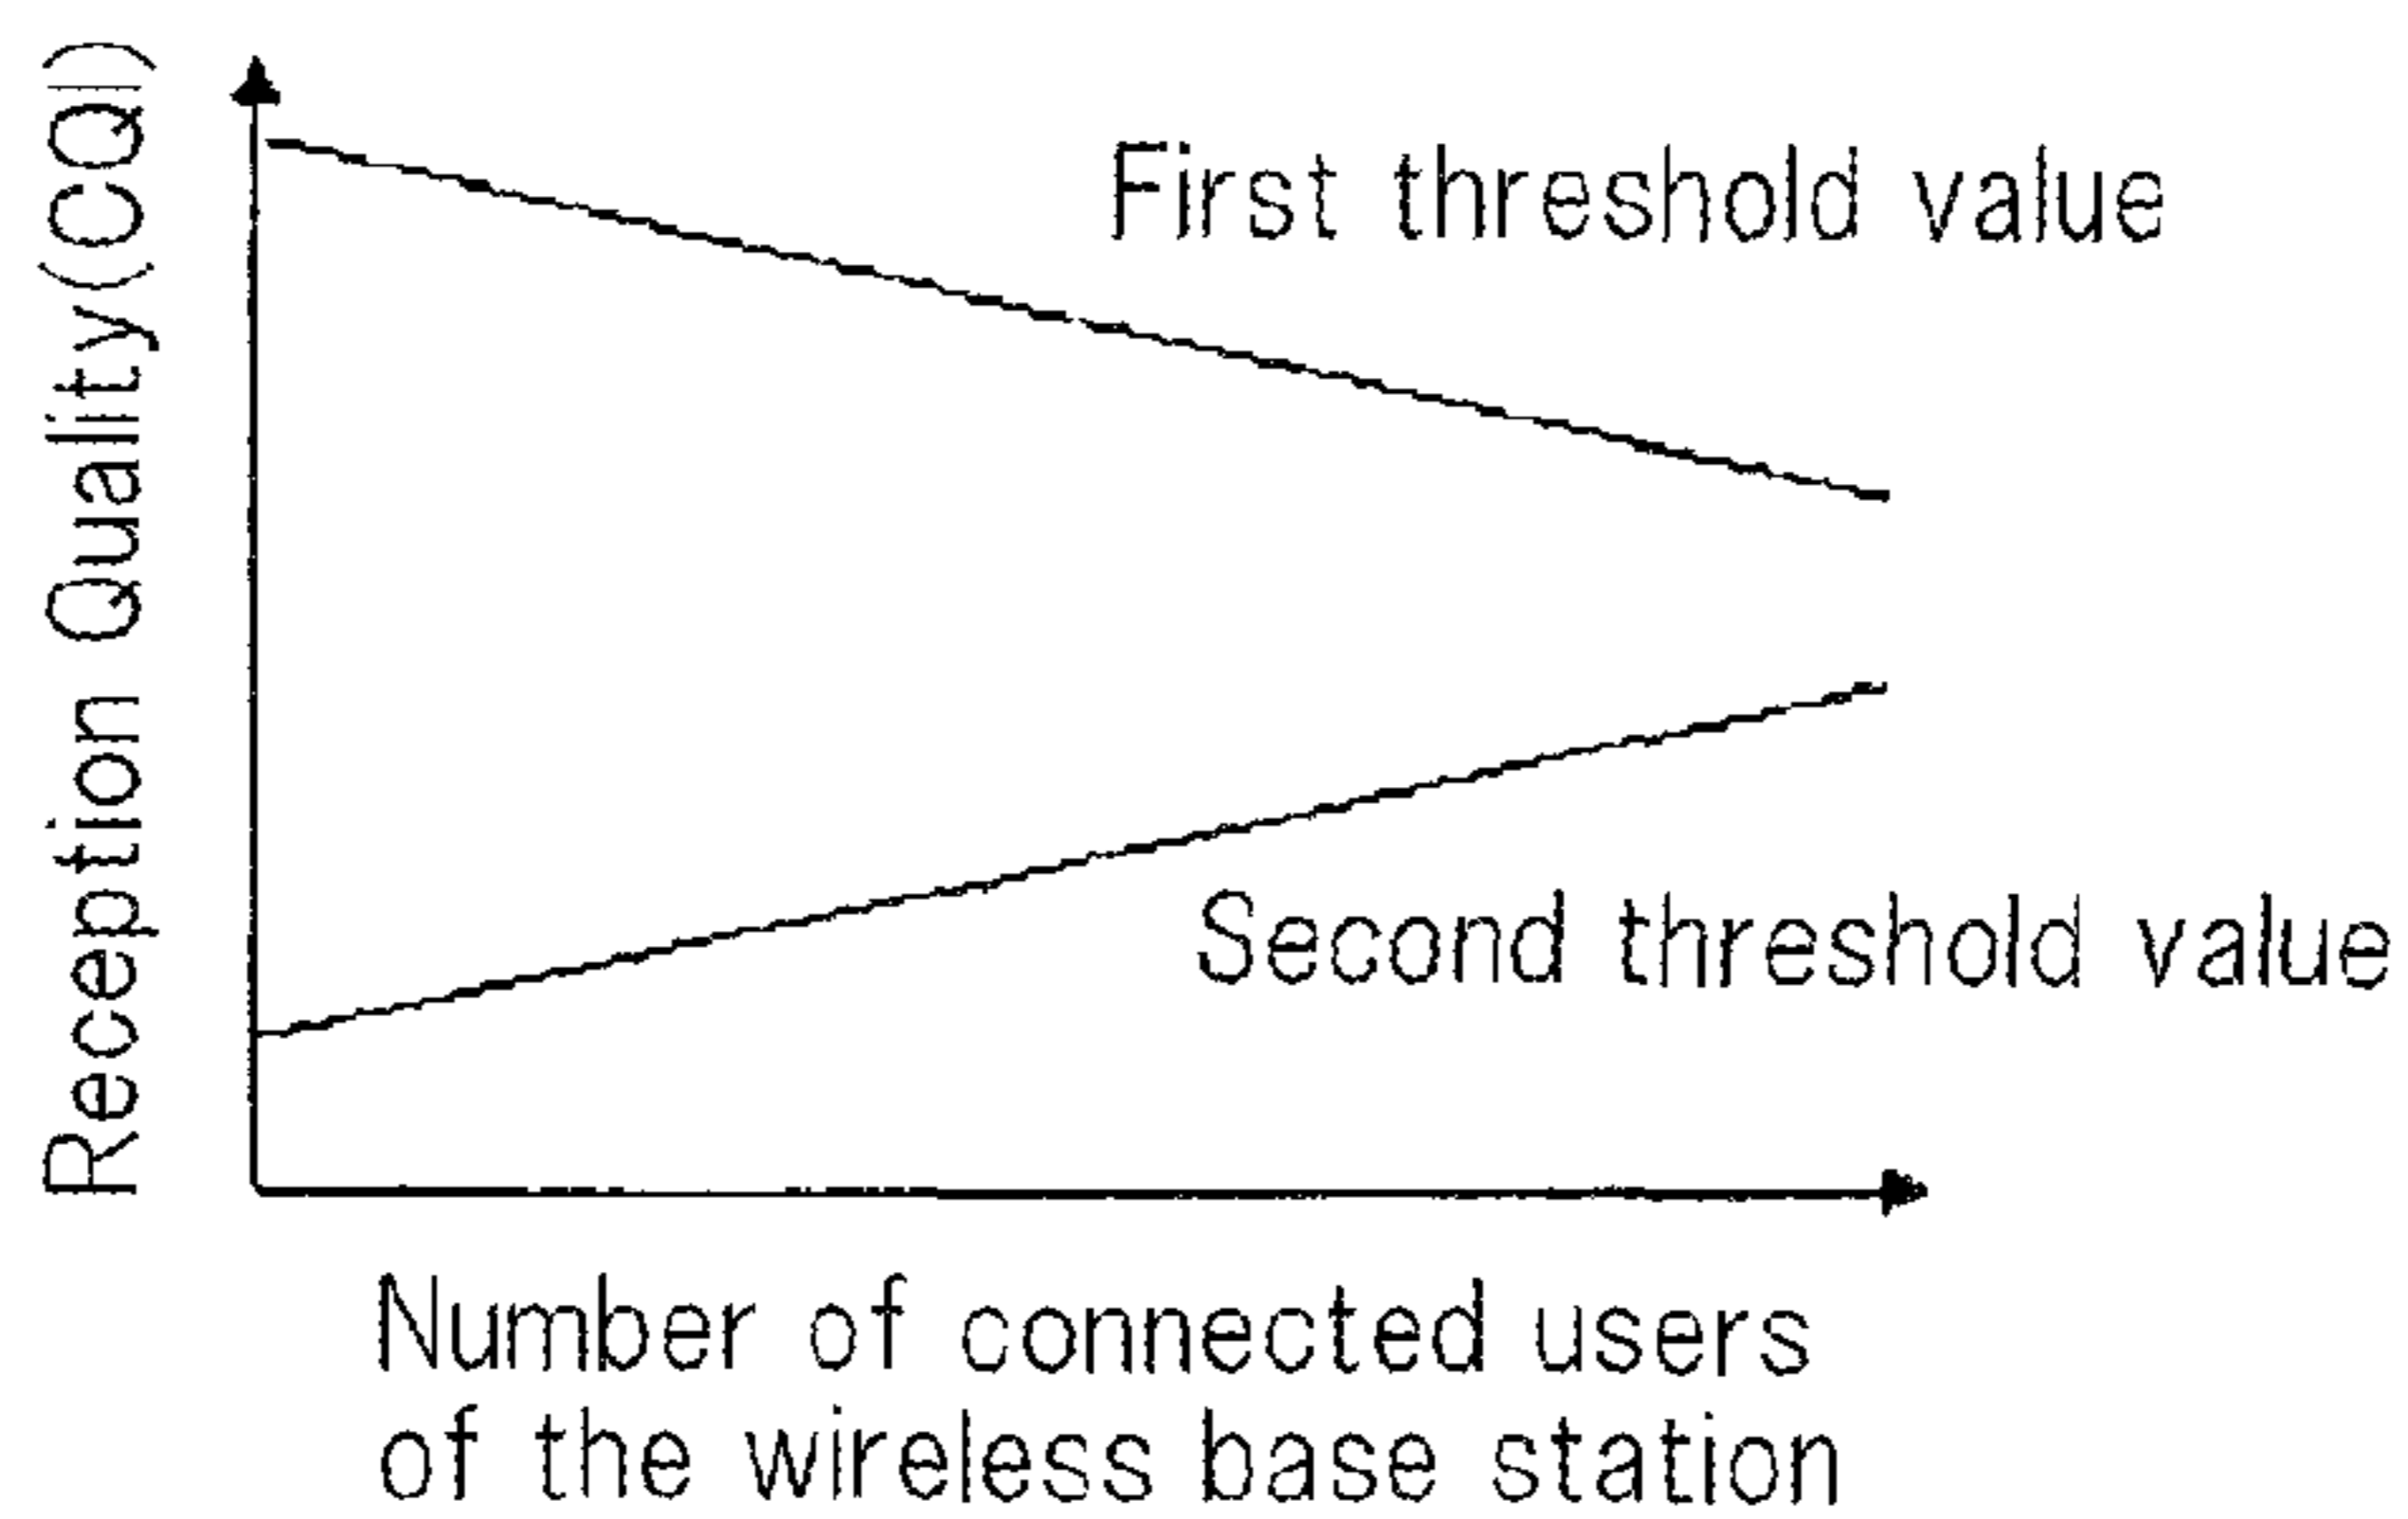 Reception Quality(CQI)
First threshold value
Second threshold value
Number of connected users
of the wireless base station